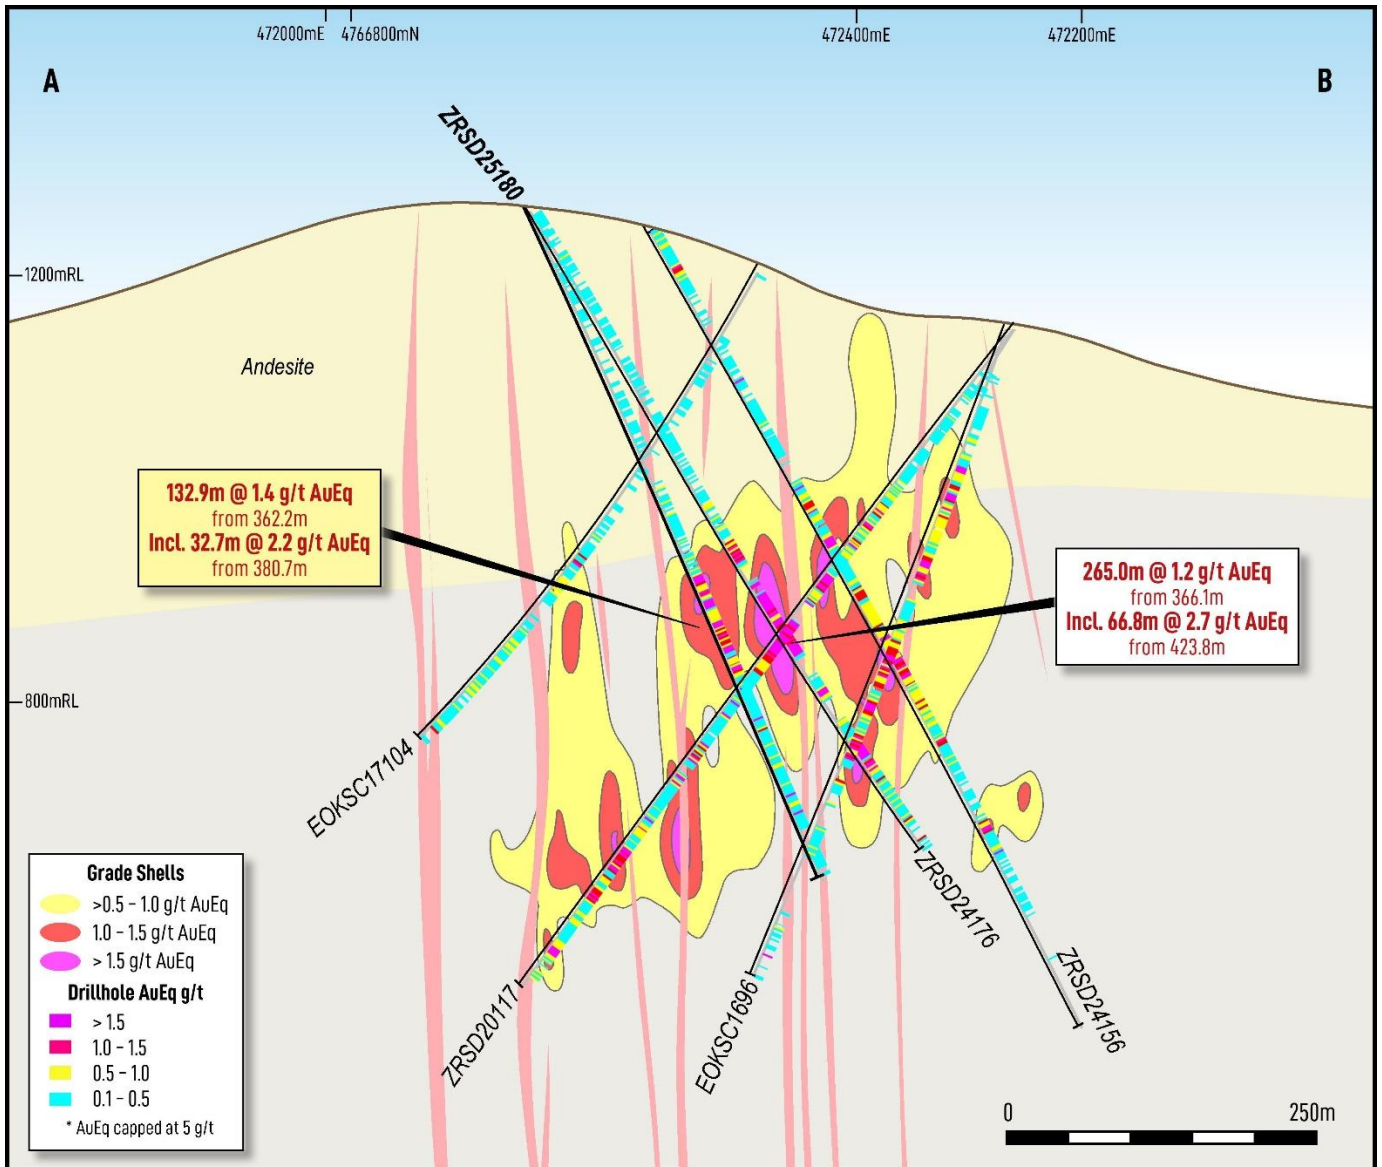 472000mE
4766800mN
472400mE
472200mE
A
B
ZRSD25180
1200mRL
Andesite
132.9m @ 1.4 g/t AuEq
from 362.2m
Incl. 32.7m @ 2.2 g/t AuEq
from 380.7m
265.0m @ 1.2 g/t AuEq
from 366.1m
Incl. 66.8m @ 2.7 g/t AuEq
from 423.8m
800mRL
EOKSC17104
ZRSD20117
EOKSC1696
ZRSD24176
ZRSD24156
Grade Shells
>0.5 – 1.0 g/t AuEq
1.0 – 1.5 g/t AuEq
> 1.5 g/t AuEq
Drillhole AuEq g/t
> 1.5
1.0 – 1.5
0.5 – 1.0
0.1 – 0.5
* AuEq capped at 5 g/t
0
250m